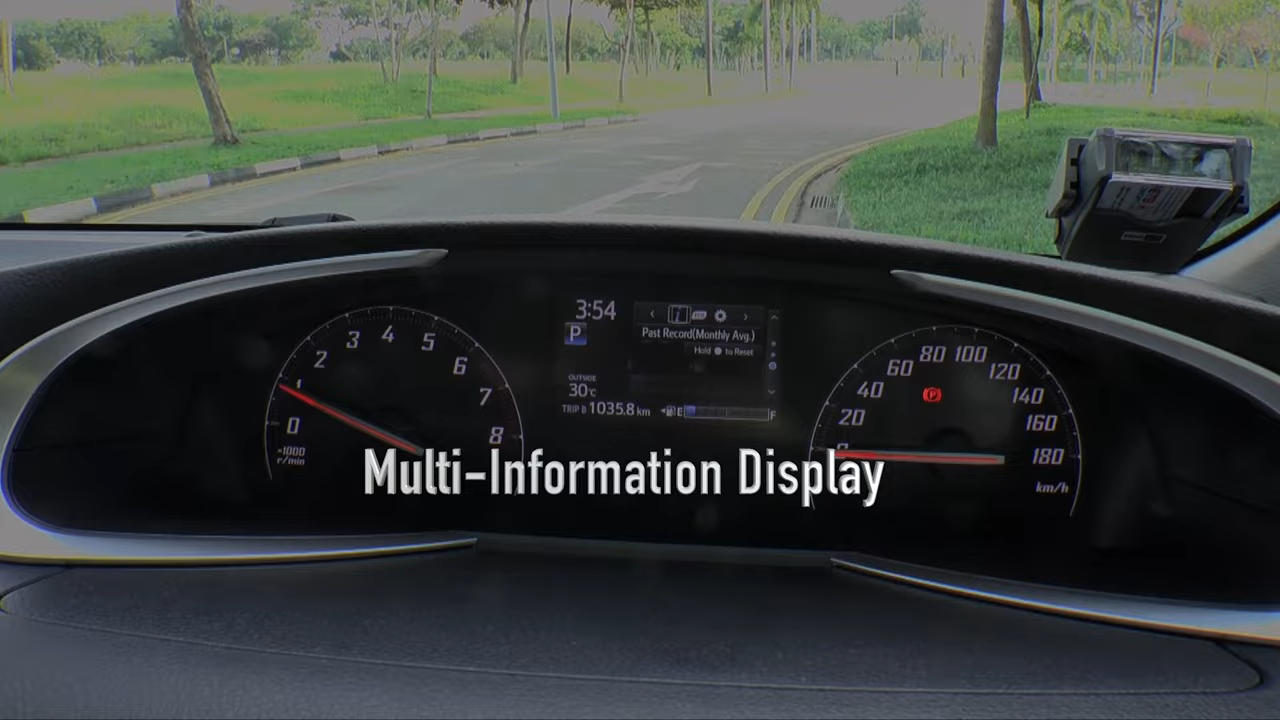 3:54
P
Past Record(Monthly Avg.)
Hold to Reset
OUTSIDE
30℃
TRIP B 1035.8 km
E F
0 1 2 3 4 5 6 7 8
×1000
r/min
0 20 40 60 80 100 120 140 160 180
km/h
P
Multi-Information Display